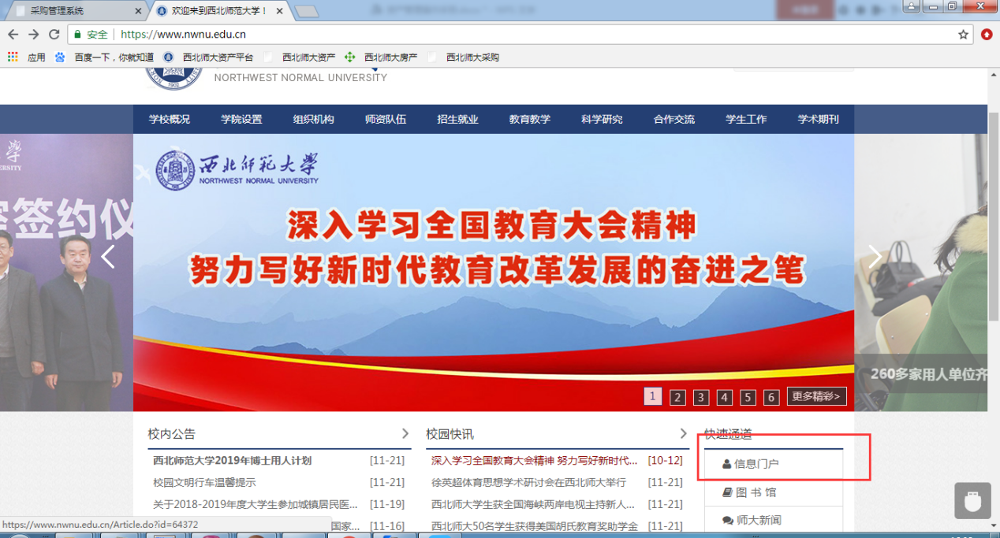 采购管理系统
欢迎来到西北师范大学！
安全 https://www.nwnu.edu.cn
应用 百度一下，你就知道 西北师大资产平台 西北师大资产 西北师大房产 西北师大采购
1902
NORTHWEST NORMAL UNIVERSITY
学校概况 学院设置 组织机构 师资队伍 招生就业 教育教学 科学研究 合作交流 学生工作 学术期刊
学
ERSITY
签约仪
西北师范大学
NORTHWEST NORMAL UNIVERSITY
深入学习全国教育大会精神
努力写好新时代教育改革发展的奋进之笔
260多家用人单位齐
1 2 3 4 5 6 更多精彩>
校内公告
西北师范大学2019年博士用人计划 [11-21]
校园文明行车温馨提示 [11-21]
关于2018-2019年度大学生参加城镇居民医... [11-19]
国家... [11-16]
校园快讯
深入学习全国教育大会精神 努力写好新时代... [10-12]
徐英超体育思想学术研讨会在西北师大举行 [11-21]
西北师大学生获全国海峡两岸电视主持新人... [11-21]
西北师大50名学生获得美国胡氏教育奖助学金 [11-21]
快速通道
信息门户
图 书 馆
师大新闻
https://www.nwnu.edu.cn/Article.do?id=64372